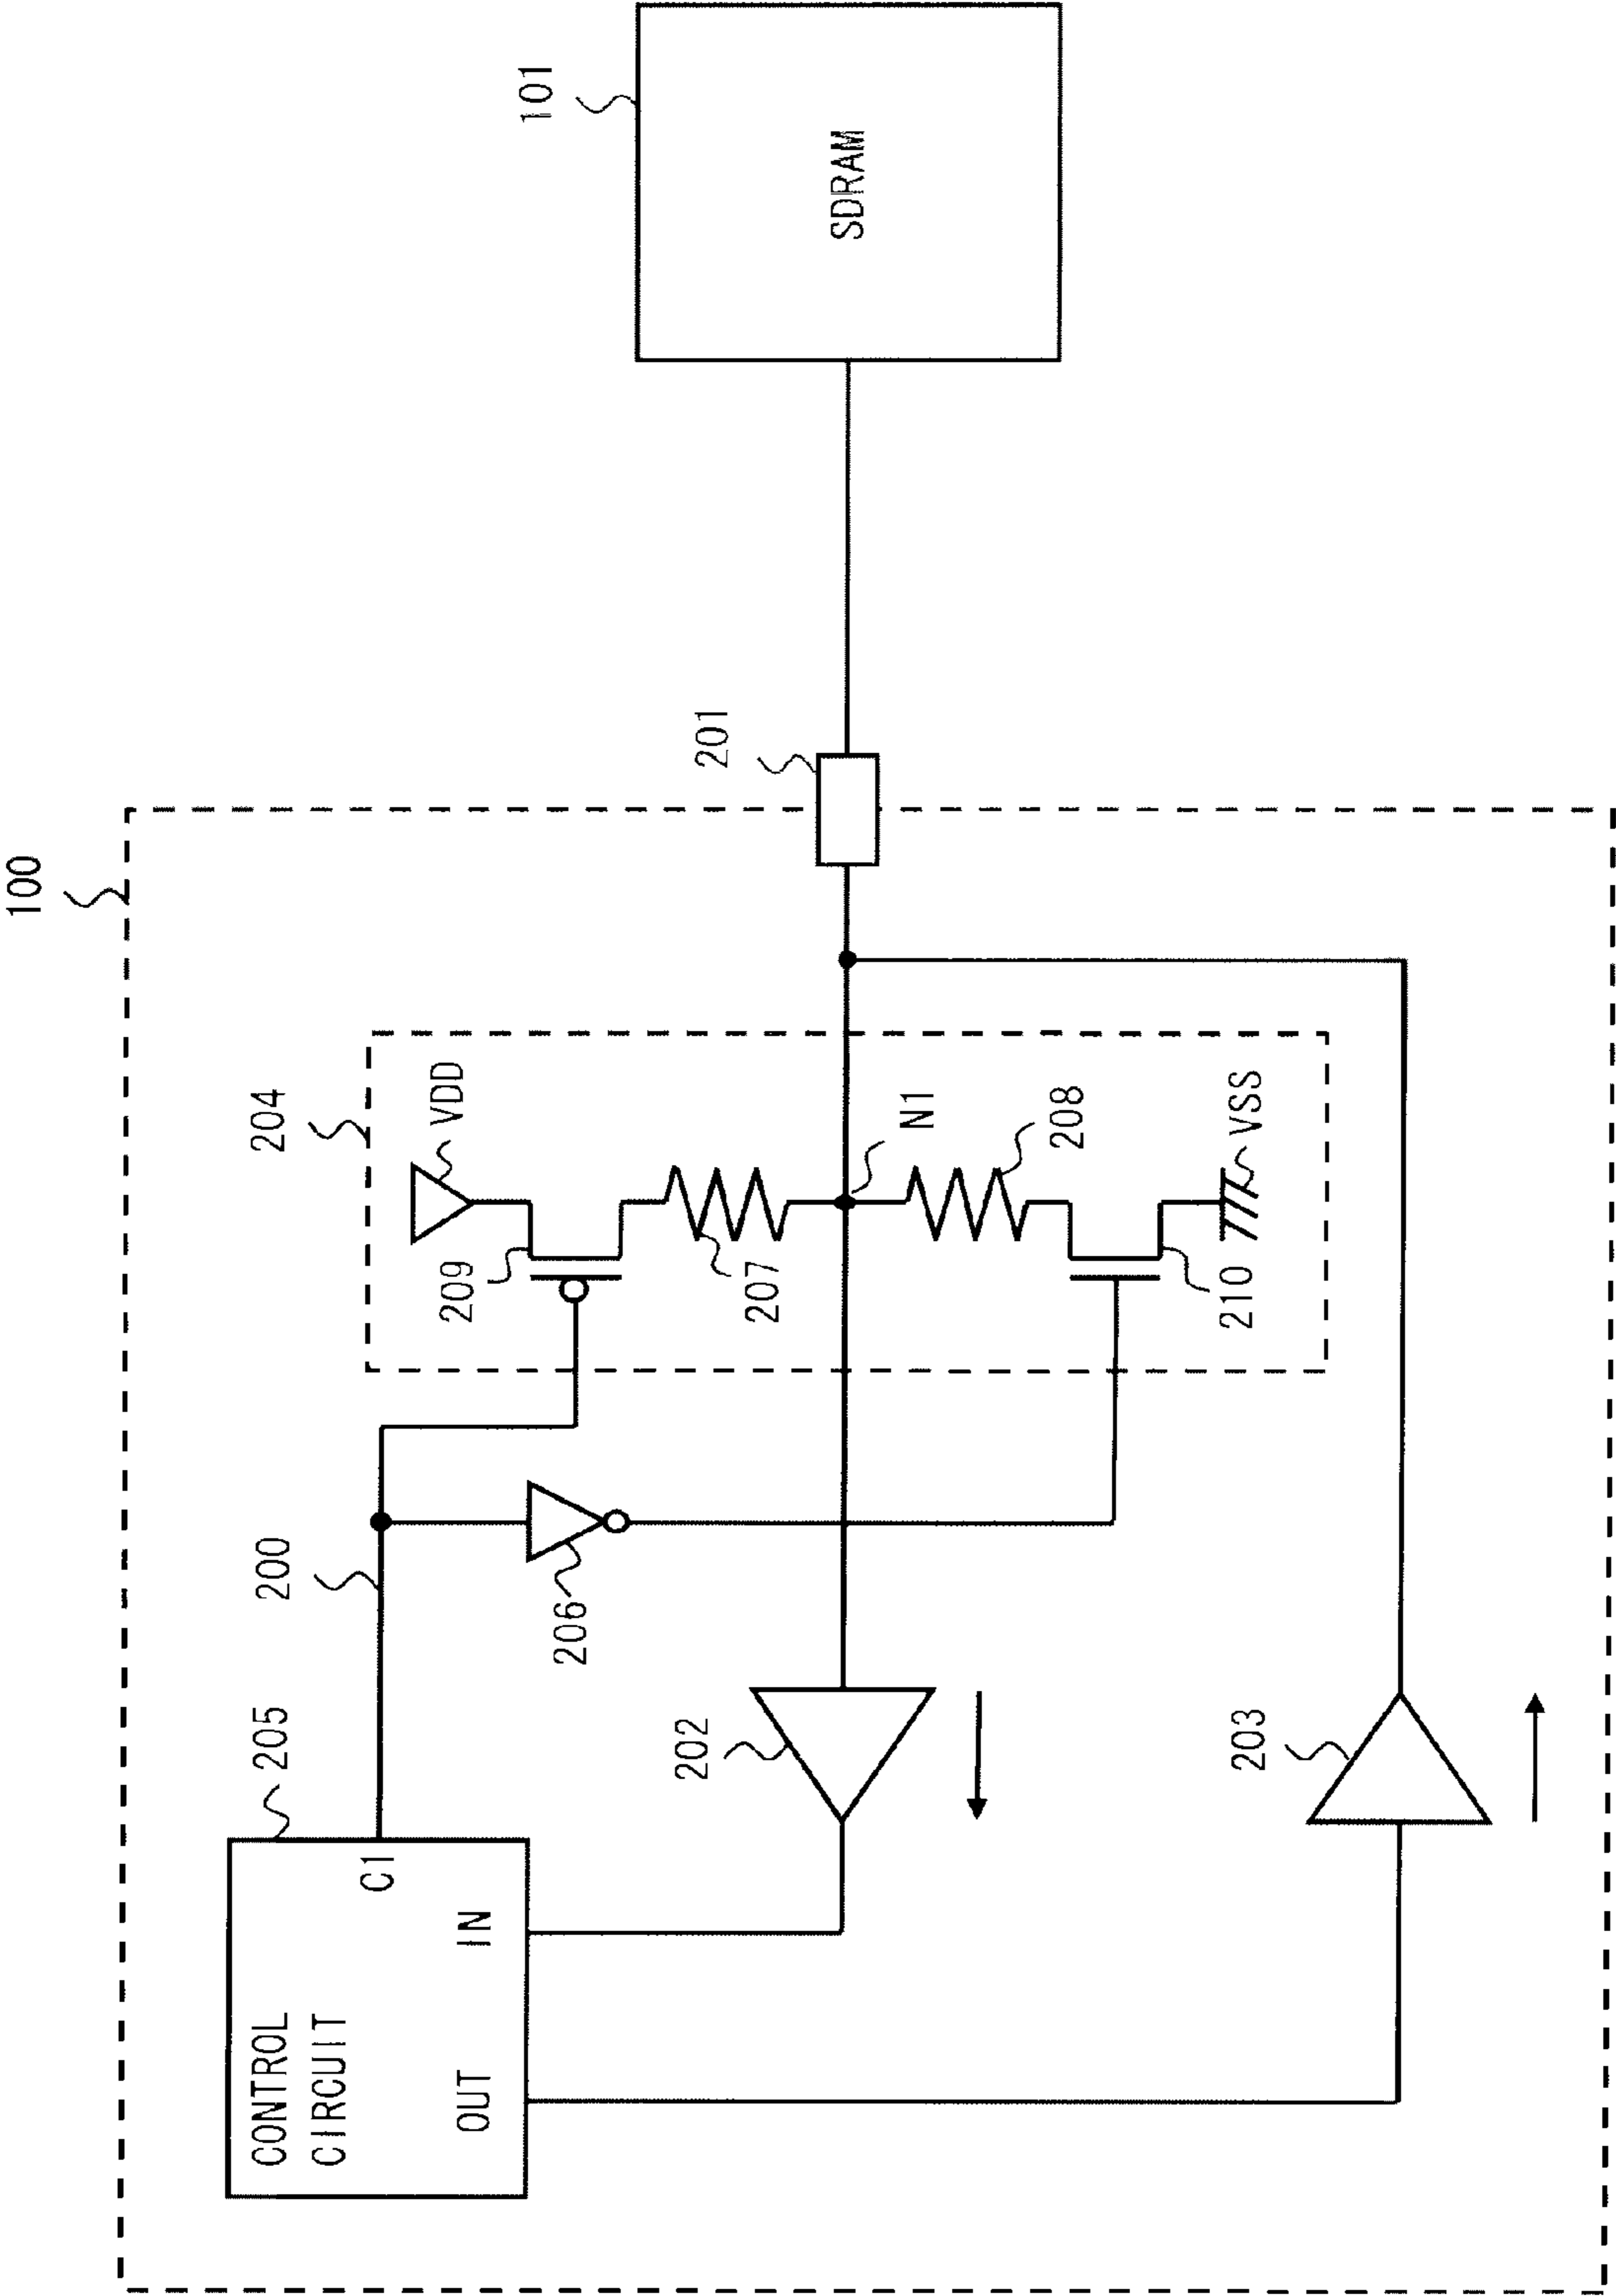 100
101
SDRAM
201
204
VDD
209
207
N1
208
210
VSS
200
206
205
CONTROL
CIRCUIT
C1
IN
OUT
202
203